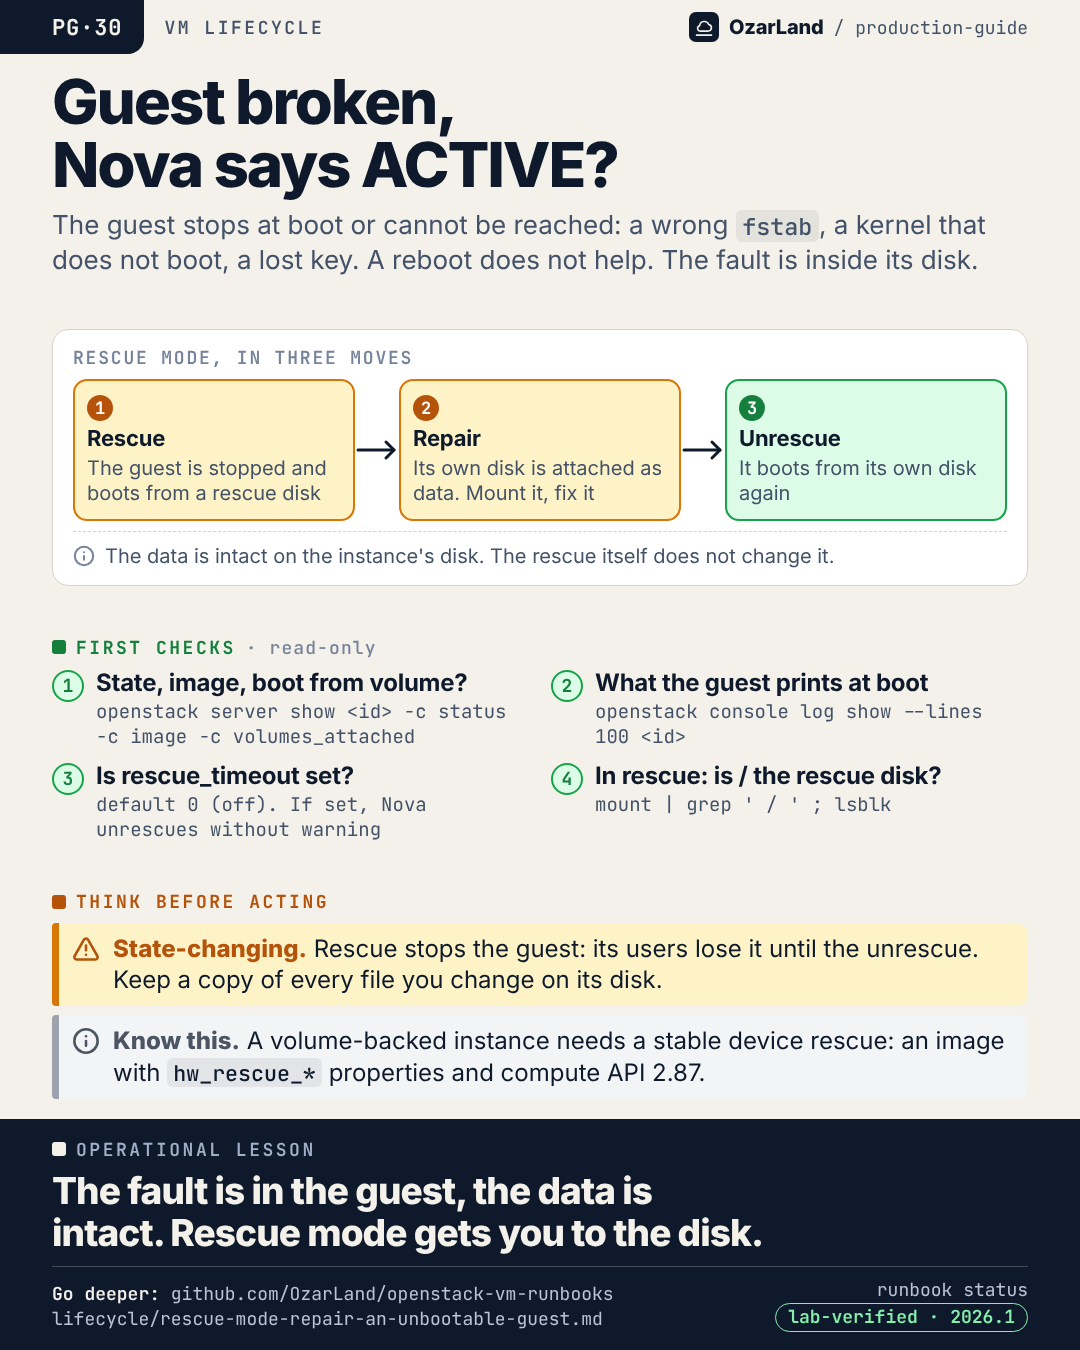 PG·30
VM LIFECYCLE
OzarLand / production-guide
Guest broken,
Nova says ACTIVE?
The guest stops at boot or cannot be reached: a wrong fstab, a kernel that
does not boot, a lost key. A reboot does not help. The fault is inside its disk.
RESCUE MODE, IN THREE MOVES
1
Rescue
The guest is stopped and
boots from a rescue disk
2
Repair
Its own disk is attached as
data. Mount it, fix it
3
Unrescue
It boots from its own disk
again
The data is intact on the instance's disk. The rescue itself does not change it.
FIRST CHECKS · read-only
1 State, image, boot from volume?
openstack server show <id> -c status
-c image -c volumes_attached
2 What the guest prints at boot
openstack console log show --lines
100 <id>
3 Is rescue_timeout set?
default 0 (off). If set, Nova
unrescues without warning
4 In rescue: is / the rescue disk?
mount | grep ' / ' ; lsblk
THINK BEFORE ACTING
State-changing. Rescue stops the guest: its users lose it until the unrescue.
Keep a copy of every file you change on its disk.
Know this. A volume-backed instance needs a stable device rescue: an image
with hw_rescue_* properties and compute API 2.87.
OPERATIONAL LESSON
The fault is in the guest, the data is
intact. Rescue mode gets you to the disk.
Go deeper: github.com/OzarLand/openstack-vm-runbooks
lifecycle/rescue-mode-repair-an-unbootable-guest.md
runbook status
lab-verified · 2026.1